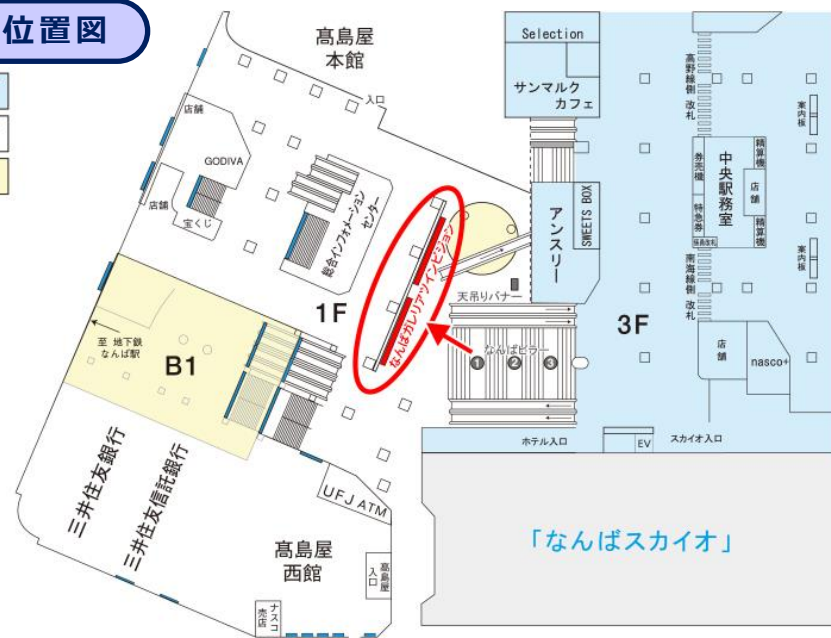 位置図
髙島屋
本館
入口
店舗
GODIVA
店舗
宝くじ
総合インフォメーション
センター
なんばガレリアツインビジョン
1F
B1
至 地下鉄
なんば駅
三井住友銀行
三井住友信託銀行
UFJ ATM
髙島屋
西館
髙島屋
入口
ナスコ
売店
天吊りバナー
なんばピラー
1
2
3
Selection
サンマルク
カフェ
アンスリー
SWEETS BOX
高野線側 改札
案内板
中央駅務室
精算機
券売機
特急券
店舗
精算機
係員改札
案内板
南海線側 改札
3F
店舗
nasco+
ホテル入口
EV
スカイオ入口
「なんばスカイオ」